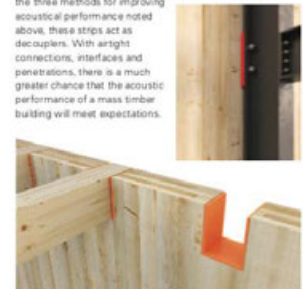 the three methods for improving
acoustical performance noted
above, these strips act as
decouplers. With airtight
connections, interfaces and
penetrations, there is a much
greater chance that the acoustic
performance of a mass timber
building will meet expectations.